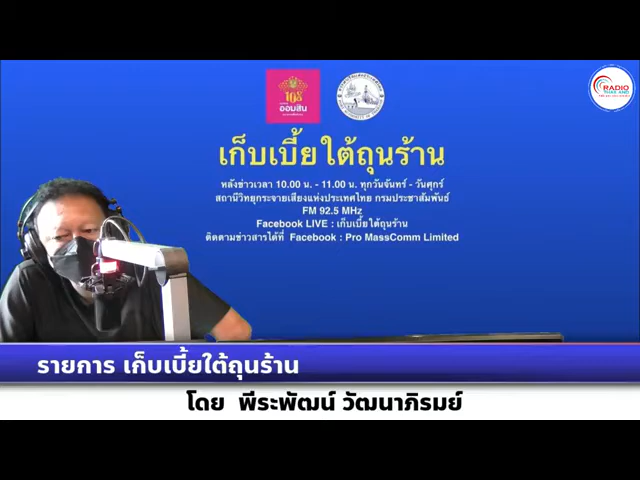 RADIO
THAILAND
108
ออมสิน
เก็บเบี้ยใต้ถุนร้าน
หลังข่าวเวลา 10.00 น. - 11.00 น. ทุกวันจันทร์ - วันศุกร์
สถานีวิทยุกระจายเสียงแห่งประเทศไทย กรมประชาสัมพันธ์
FM 92.5 MHz
Facebook LIVE : เก็บเบี้ยใต้ถุนร้าน
ติดตามข่าวสารได้ที่ Facebook : Pro MassComm Limited
รายการ เก็บเบี้ยใต้ถุนร้าน
โดย พีระพัฒน์ วัฒนาภิรมย์